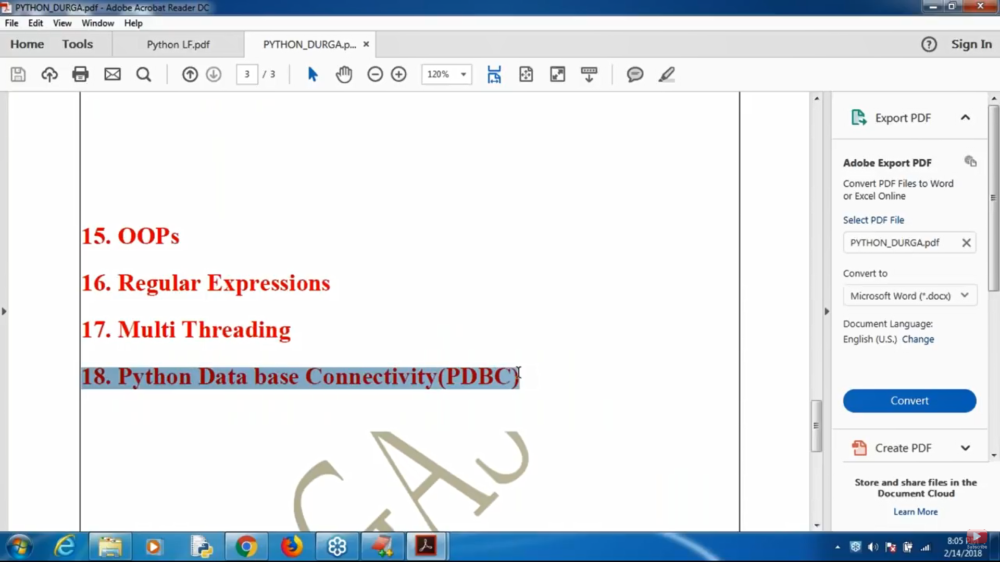 PYTHON_DURGA.pdf - Adobe Acrobat Reader DC
File Edit View Window Help
Home Tools Python LF.pdf PYTHON_DURGA.p... Sign In
3 / 3 120%
15. OOPs
16. Regular Expressions
17. Multi Threading
18. Python Data base Connectivity(PDBC)
Export PDF
Adobe Export PDF
Convert PDF Files to Word
or Excel Online
Select PDF File
PYTHON_DURGA.pdf
Convert to
Microsoft Word (*.docx)
Document Language:
English (U.S.) Change
Convert
Create PDF
Store and share files in the
Document Cloud
Learn More
GA
8:05
Subscribe
2/14/2018